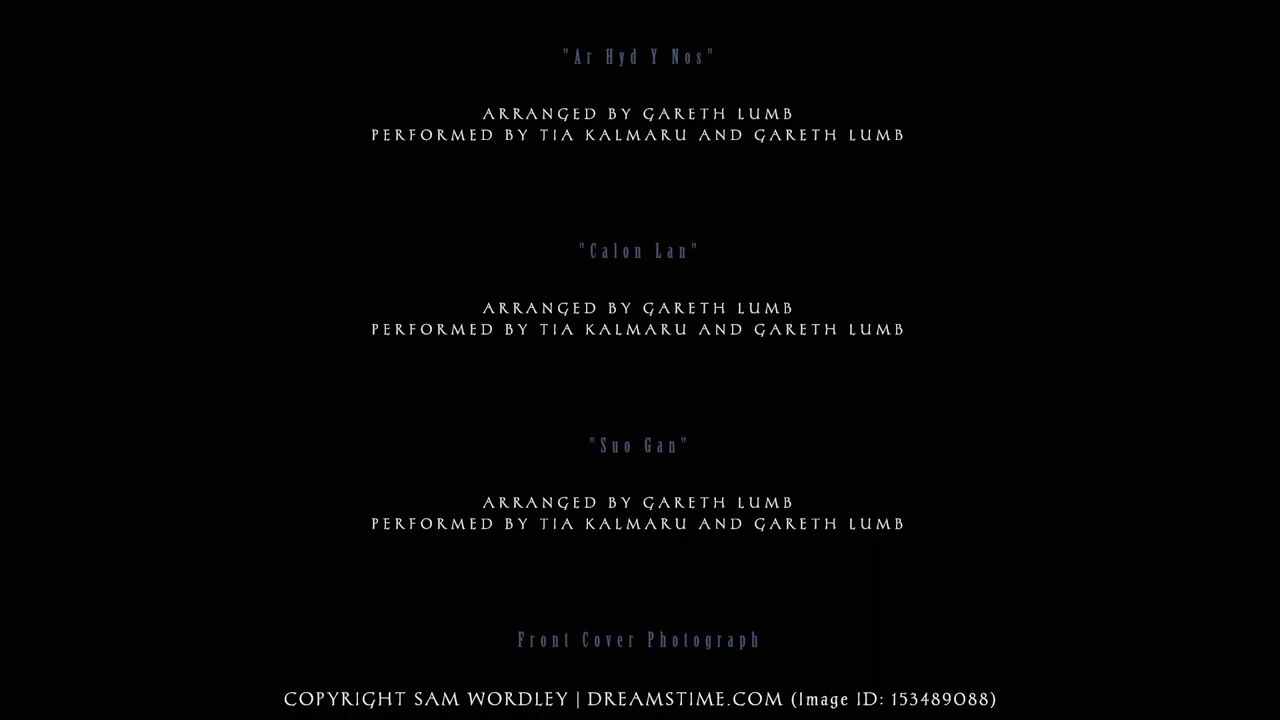 "Ar Hyd Y Nos"
ARRANGED BY GARETH LUMB
PERFORMED BY TIA KALMARU AND GARETH LUMB
"Calon Lan"
ARRANGED BY GARETH LUMB
PERFORMED BY TIA KALMARU AND GARETH LUMB
"Suo Gan"
ARRANGED BY GARETH LUMB
PERFORMED BY TIA KALMARU AND GARETH LUMB
Front Cover Photograph
COPYRIGHT SAM WORDLEY | DREAMSTIME.COM (Image ID: 153489088)